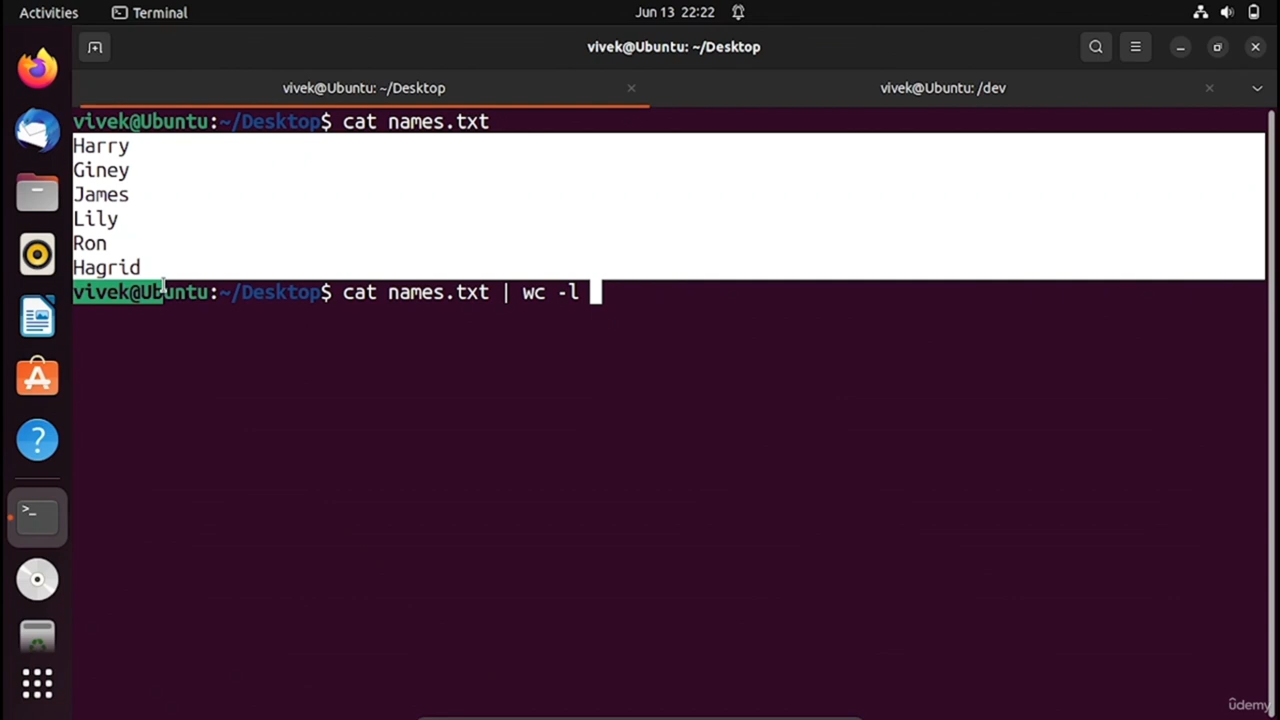 Activities Terminal Jun 13 22:22
vivek@Ubuntu: ~/Desktop
vivek@Ubuntu: ~/Desktop vivek@Ubuntu: /dev
vivek@Ubuntu:~/Desktop$ cat names.txt
Harry
Giney
James
Lily
Ron
Hagrid
vivek@Ubuntu:~/Desktop$ cat names.txt | wc -l
udemy